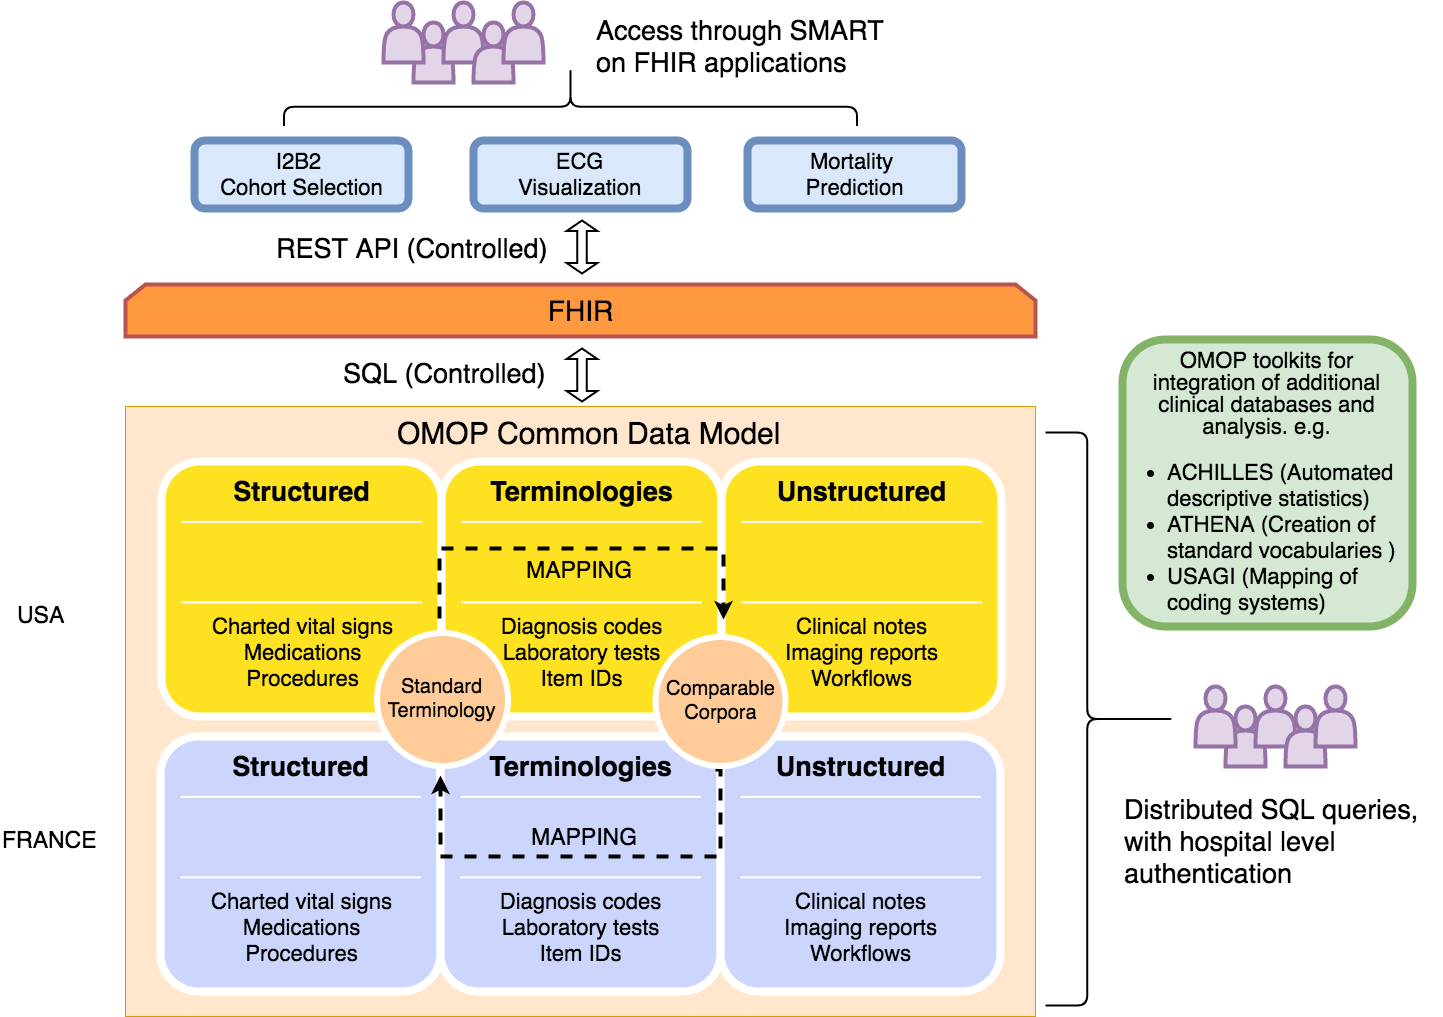 Access through SMART
on FHIR applications
I2B2
Cohort Selection
ECG
Visualization
Mortality
Prediction
REST API (Controlled)
FHIR
SQL (Controlled)
OMOP Common Data Model
Structured
Terminologies
Unstructured
MAPPING
USA
Charted vital signs
Medications
Procedures
Diagnosis codes
Laboratory tests
Item IDs
Clinical notes
Imaging reports
Workflows
Standard
Terminology
Comparable
Corpora
Structured
Terminologies
Unstructured
MAPPING
FRANCE
Charted vital signs
Medications
Procedures
Diagnosis codes
Laboratory tests
Item IDs
Clinical notes
Imaging reports
Workflows
OMOP toolkits for
integration of additional
clinical databases and
analysis. e.g.
• ACHILLES (Automated
descriptive statistics)
• ATHENA (Creation of
standard vocabularies )
• USAGI (Mapping of
coding systems)
Distributed SQL queries,
with hospital level
authentication